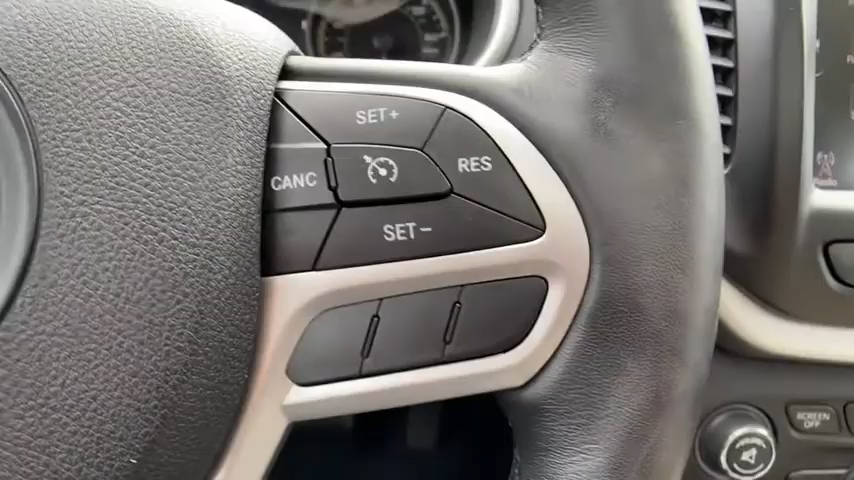 SET+
CANC
RES
SET-
SCREEN
OFF